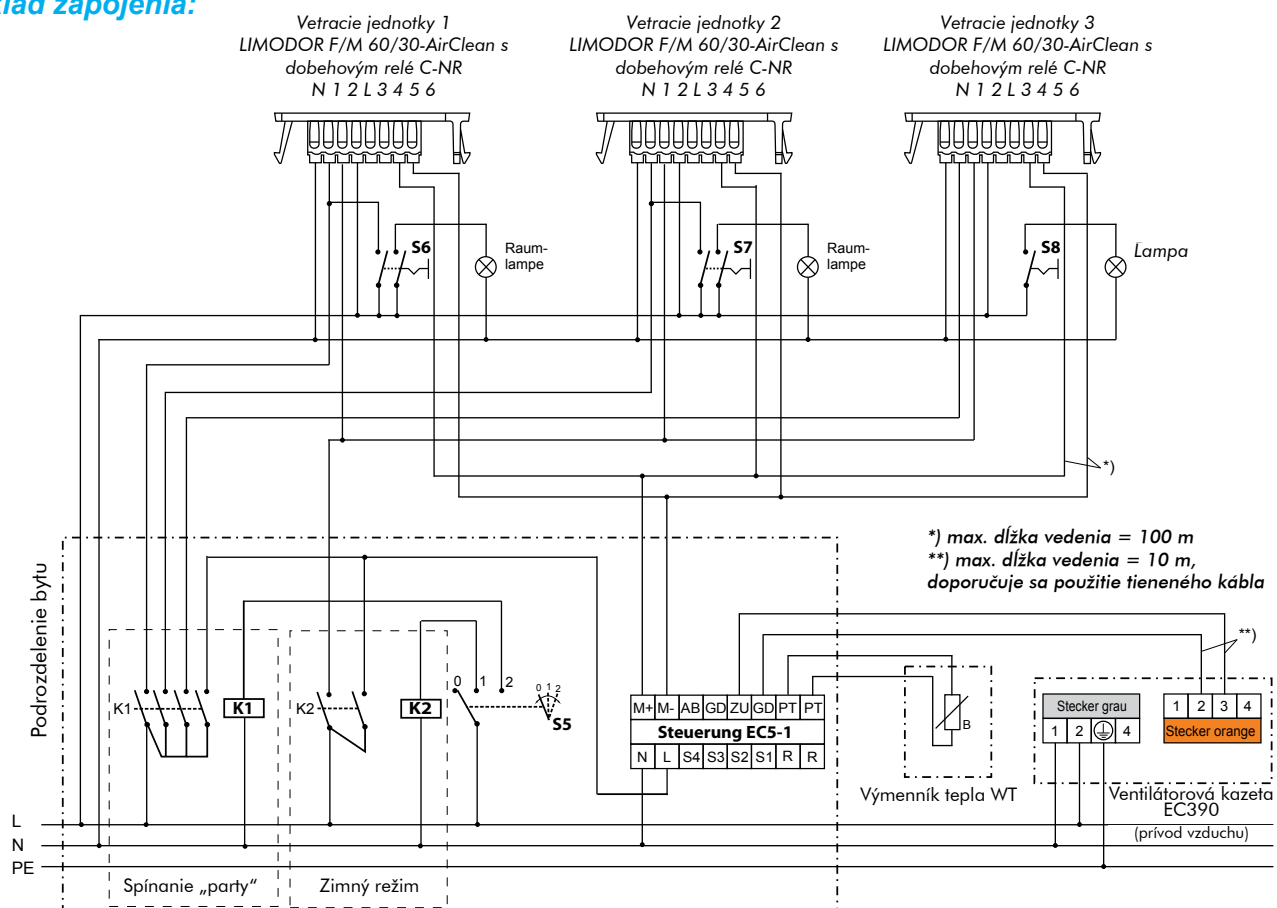 zapojenia:
Vetracie jednotky 1
LIMODOR F/M 60/30-AirClean s
dobehovým relé C-NR
N 1 2 L 3 4 5 6
Vetracie jednotky 2
LIMODOR F/M 60/30-AirClean s
dobehovým relé C-NR
N 1 2 L 3 4 5 6
Vetracie jednotky 3
LIMODOR F/M 60/30-AirClean s
dobehovým relé C-NR
N 1 2 L 3 4 5 6
S6
Raum-
lampe
S7
Raum-
lampe
S8
Lampa
*)
*) max. dĺžka vedenia = 100 m
**) max. dĺžka vedenia = 10 m,
doporučuje sa použitie tieneného kábla
Podrozdelenie bytu
**)
K1
K1
K2
K2
0 1 2
0 1 2
S5
M+ M- AB GD ZU GD PT PT
Steuerung EC5-1
N L S4 S3 S2 S1 R R
B
Výmenník tepla WT
Stecker grau
1 2 4
1 2 3 4
Stecker orange
Ventilátorová kazeta
EC390
(prívod vzduchu)
L
N
PE
Spínanie „party“
Zimný režim